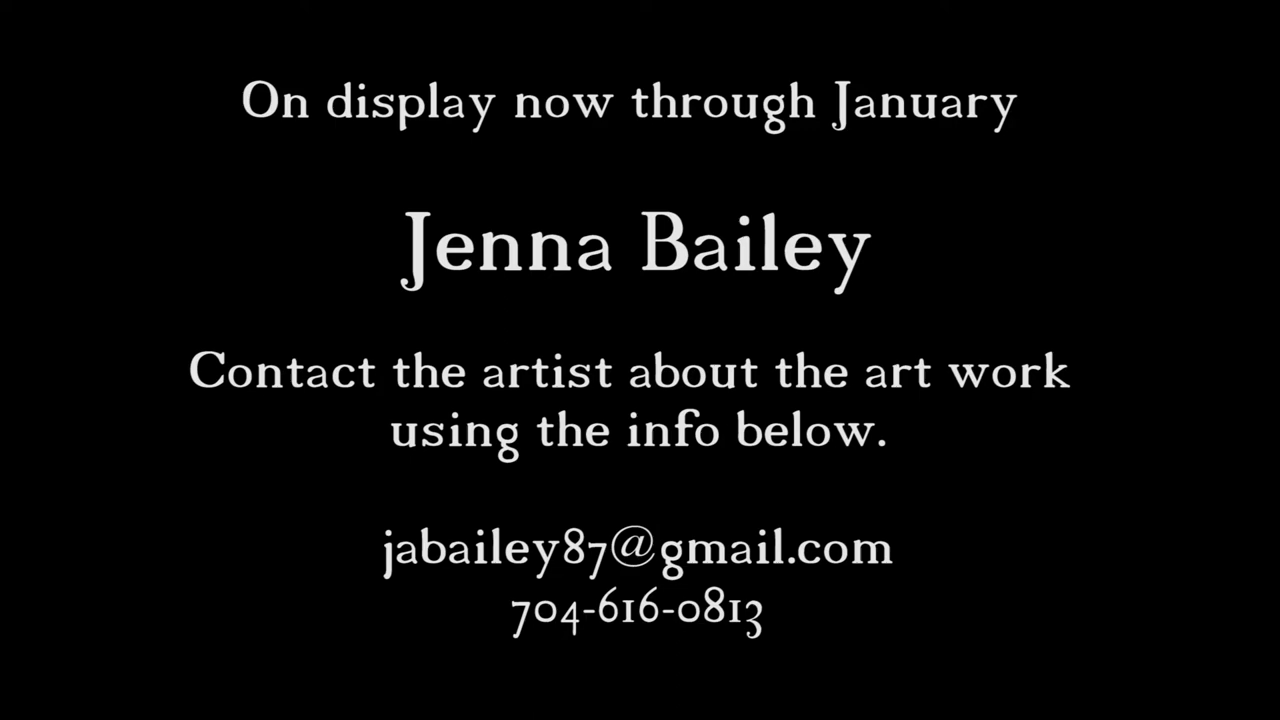 On display now through January
Jenna Bailey
Contact the artist about the art work
using the info below.
jabailey87@gmail.com
704-616-0813